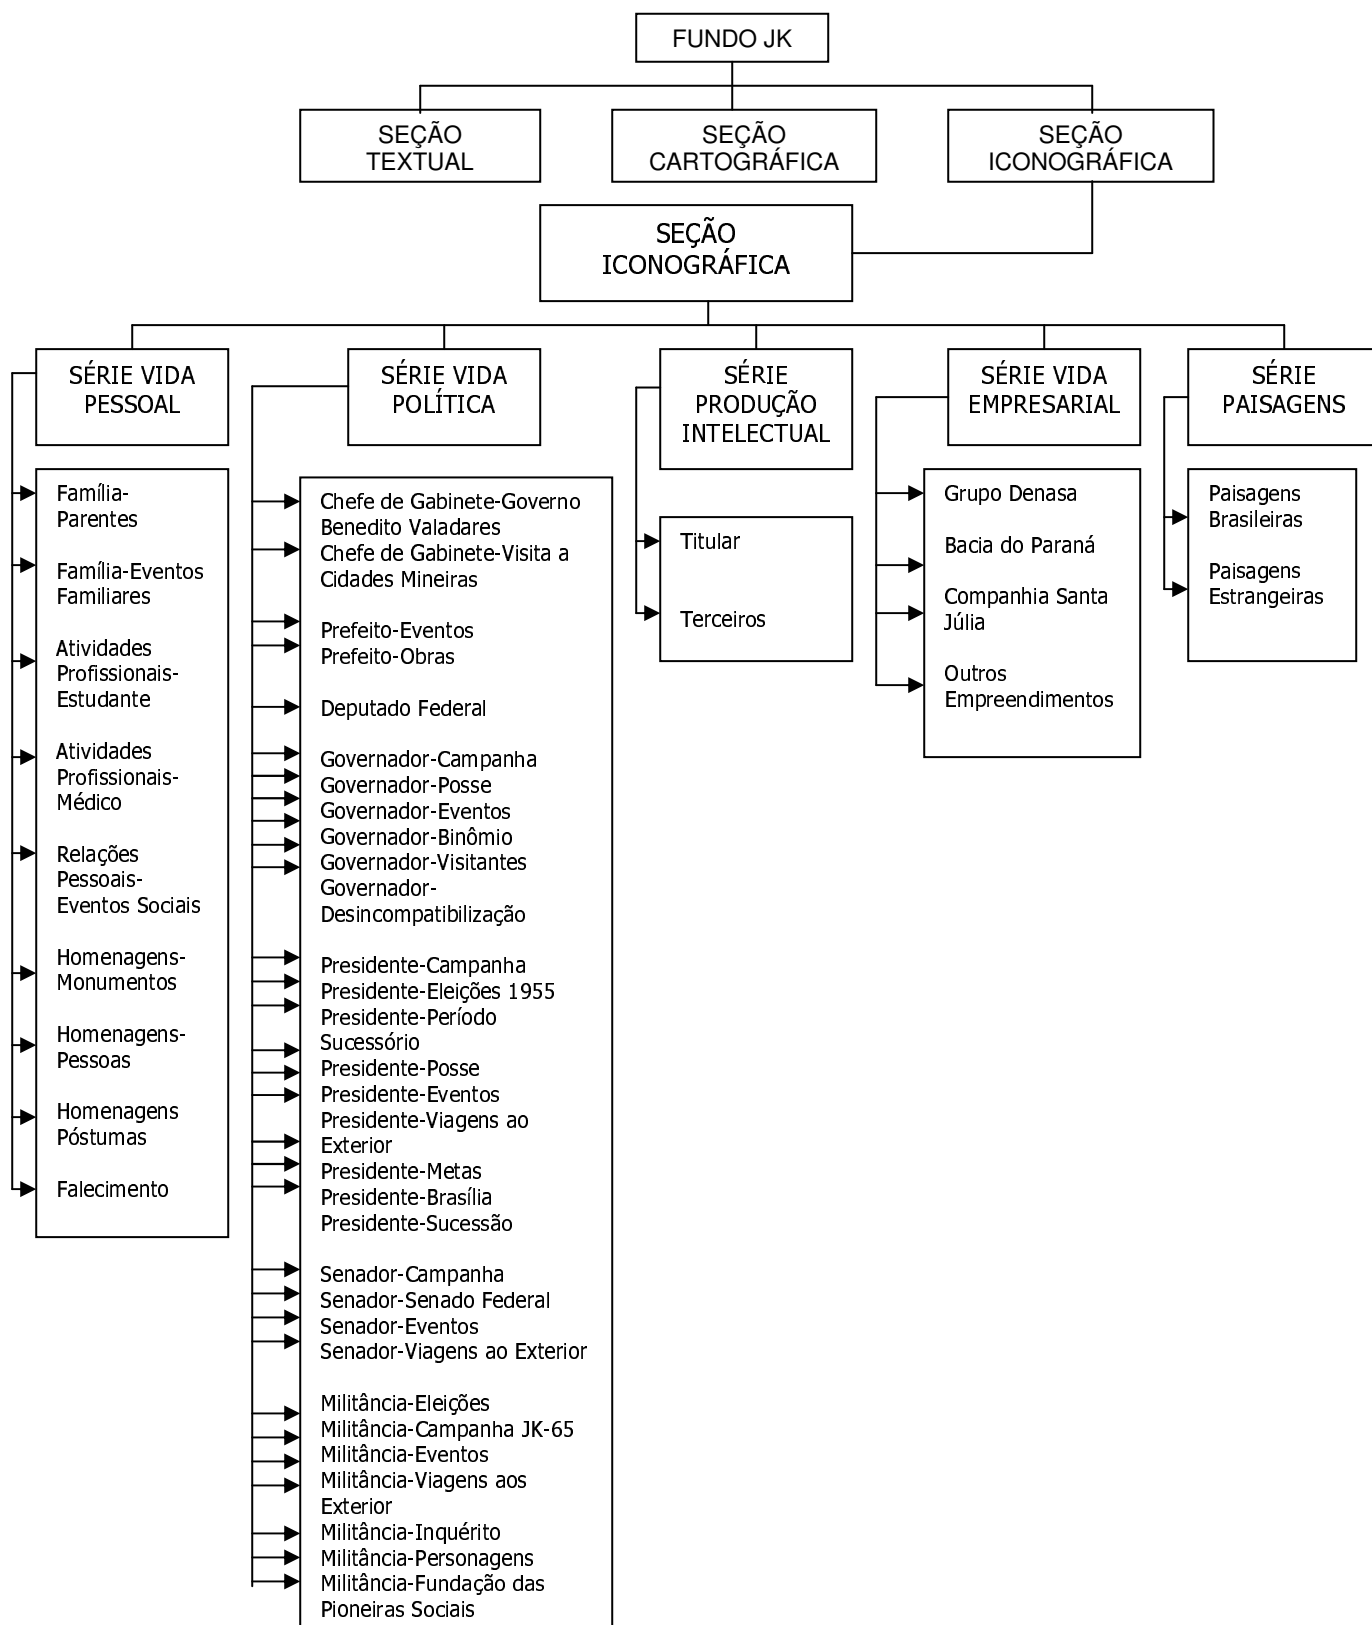 FUNDO JK
SEÇÃO
TEXTUAL
SEÇÃO
CARTOGRÁFICA
SEÇÃO
ICONOGRÁFICA
SEÇÃO
ICONOGRÁFICA
SÉRIE VIDA
PESSOAL
Família-
Parentes
Família-Eventos
Familiares
Atividades
Profissionais-
Estudante
Atividades
Profissionais-
Médico
Relações
Pessoais-
Eventos Sociais
Homenagens-
Monumentos
Homenagens-
Pessoas
Homenagens
Póstumas
Falecimento
SÉRIE VIDA
POLÍTICA
Chefe de Gabinete-Governo
Benedito Valadares
Chefe de Gabinete-Visita a
Cidades Mineiras
Prefeito-Eventos
Prefeito-Obras
Deputado Federal
Governador-Campanha
Governador-Posse
Governador-Eventos
Governador-Binômio
Governador-Visitantes
Governador-
Desincompatibilização
Presidente-Campanha
Presidente-Eleições 1955
Presidente-Período
Sucessório
Presidente-Posse
Presidente-Eventos
Presidente-Viagens ao
Exterior
Presidente-Metas
Presidente-Brasília
Presidente-Sucessão
Senador-Campanha
Senador-Senado Federal
Senador-Eventos
Senador-Viagens ao Exterior
Militância-Eleições
Militância-Campanha JK-65
Militância-Eventos
Militância-Viagens aos
Exterior
Militância-Inquérito
Militância-Personagens
Militância-Fundação das
Pioneiras Sociais
SÉRIE
PRODUÇÃO
INTELECTUAL
Titular
Terceiros
SÉRIE VIDA
EMPRESARIAL
Grupo Denasa
Bacia do Paraná
Companhia Santa
Júlia
Outros
Empreendimentos
SÉRIE
PAISAGENS
Paisagens
Brasileiras
Paisagens
Estrangeiras